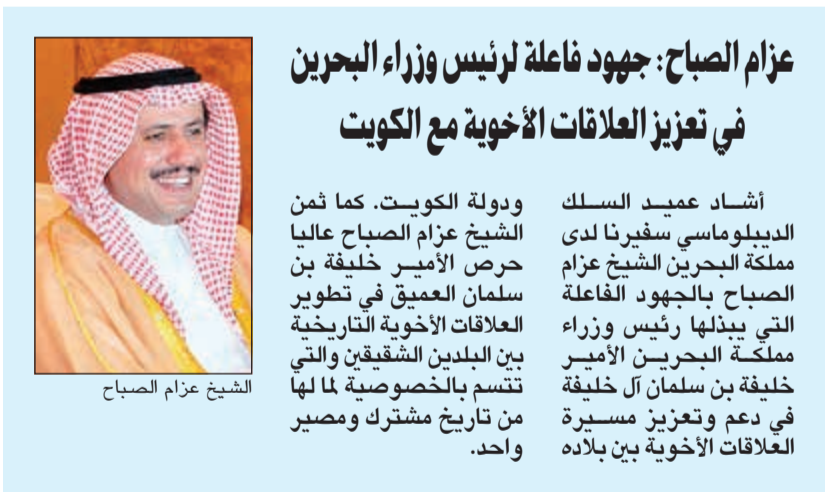 عزام الصباح: جهود فاعلة لرئيس وزراء البحرين
في تعزيز العلاقات الأخوية مع الكويت
أشاد عميد السلك
الديبلوماسي سفيرنا لدى
مملكة البحرين الشيخ عزام
الصباح بالجهود الفاعلة
التي يبذلها رئيس وزراء
مملكة البحرين الأمير
خليفة بن سلمان آل خليفة
في دعم وتعزيز مسيرة
العلاقات الأخوية بين بلاده
ودولة الكويت. كما ثمن
الشيخ عزام الصباح عاليا
حرص الأمير خليفة بن
سلمان العميق في تطوير
العلاقات الأخوية التاريخية
بين البلدين الشقيقين والتي
تتسم بالخصوصية لما لها
من تاريخ مشترك ومصير
واحد.
الشيخ عزام الصباح